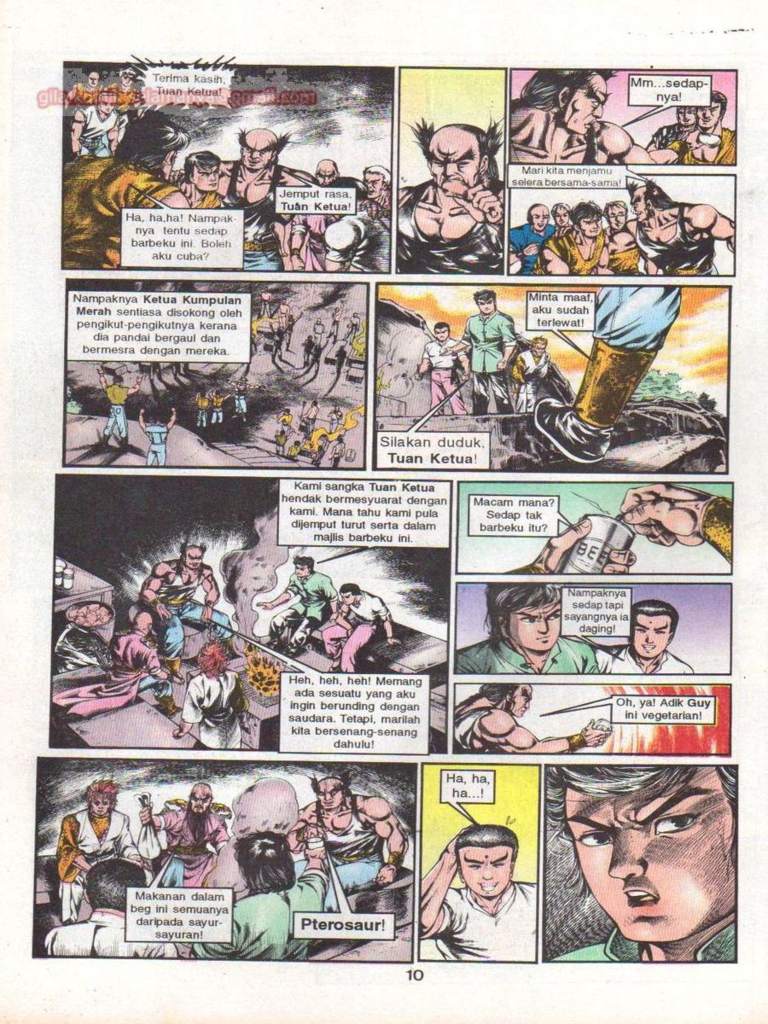 Terima kasih,
Tuan Ketua!
Jemput rasa,
Tuan Ketua!
Ha, ha,ha! Nampak-
nya tentu sedap
barbeku ini. Boleh
aku cuba?
Mm...sedap-
nya!
Mari kita menjamu
selera bersama-sama!
Nampaknya Ketua Kumpulan
Merah sentiasa disokong oleh
pengikut-pengikutnya kerana
dia pandai bergaul dan
bermesra dengan mereka.
Minta maaf,
aku sudah
terlewat!
Silakan duduk,
Tuan Ketua!
Kami sangka Tuan Ketua
hendak bermesyuarat dengan
kami. Mana tahu kami pula
dijemput turut serta dalam
majlis barbeku ini.
Heh, heh, heh! Memang
ada sesuatu yang aku
ingin berunding dengan
saudara. Tetapi, marilah
kita bersenang-senang
dahulu!
Macam mana?
Sedap tak
barbeku itu?
BEE
Nampaknya
sedap tapi
sayangnya ia
daging!
Oh, ya! Adik Guy
ini vegetarian!
Makanan dalam
beg ini semuanya
daripada sayur-
sayuran!
Pterosaur!
Ha, ha,
ha...!
10